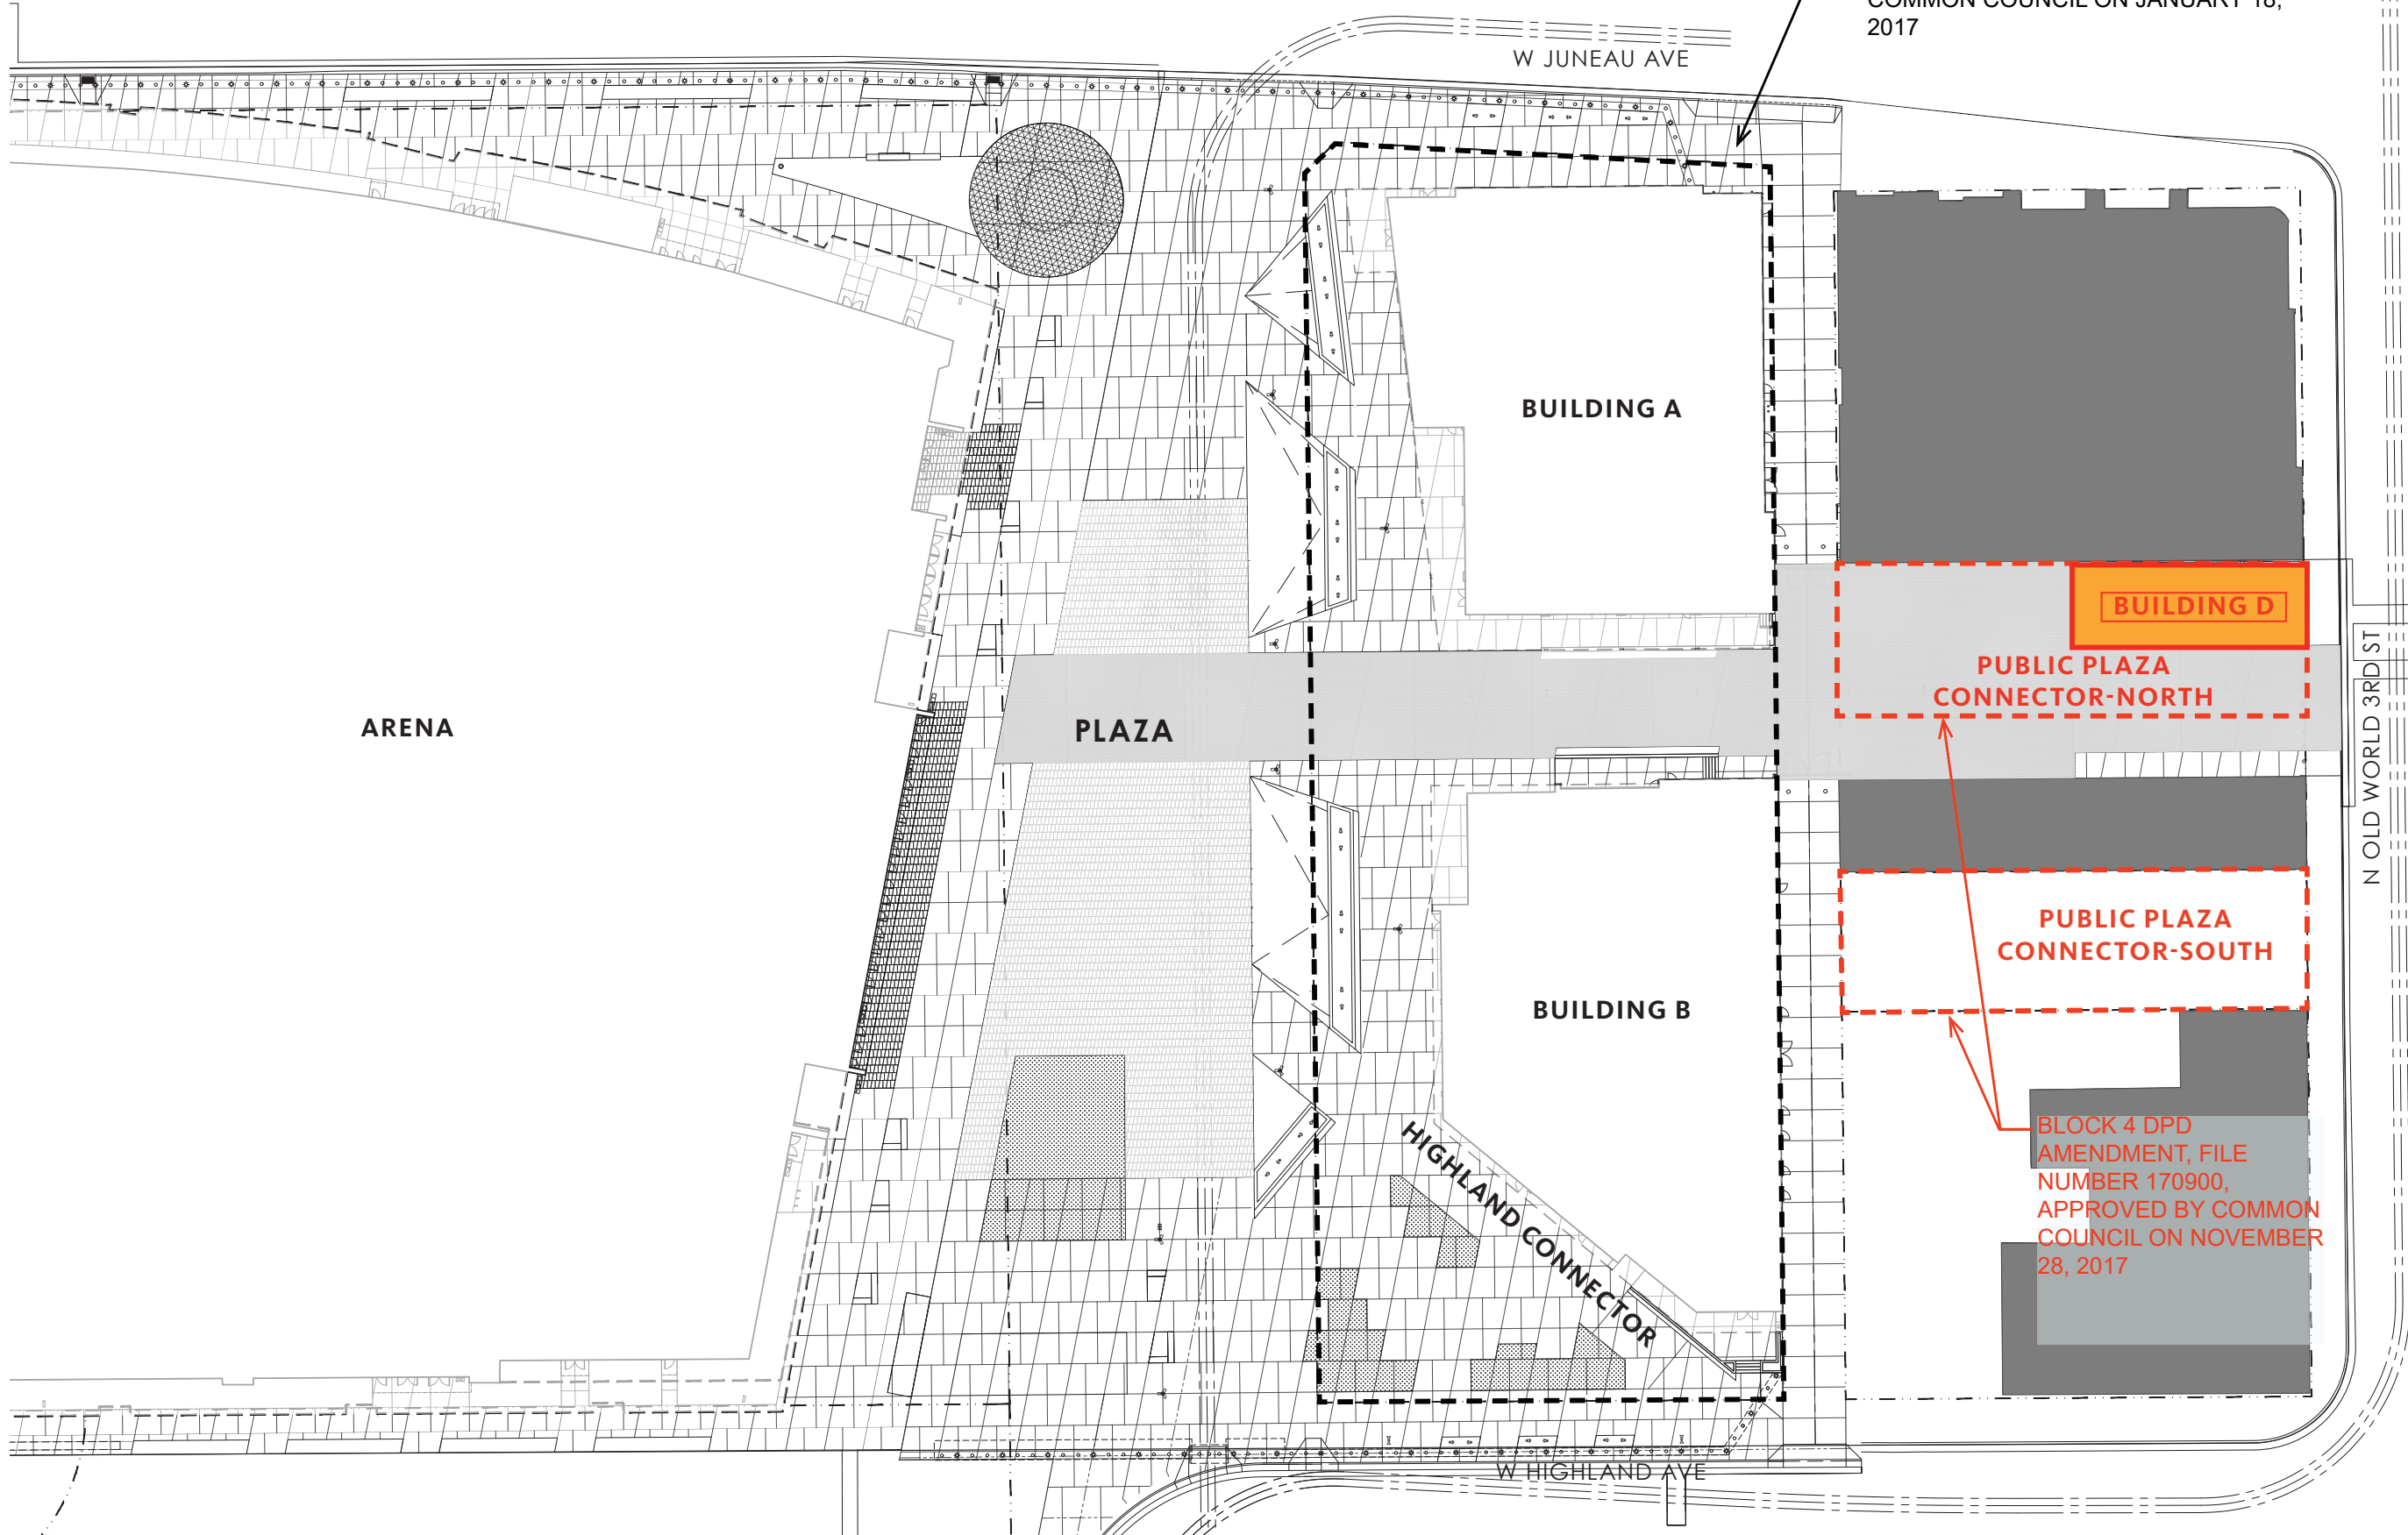 COMMON COUNCIL ON JANUARY 18,
2017
W JUNEAU AVE
BUILDING A
BUILDING D
PUBLIC PLAZA
CONNECTOR-NORTH
N OLD WORLD 3RD ST
ARENA
PLAZA
PUBLIC PLAZA
CONNECTOR-SOUTH
BUILDING B
HIGHLAND CONNECTOR
BLOCK 4 DPD
AMENDMENT, FILE
NUMBER 170900,
APPROVED BY COMMON
COUNCIL ON NOVEMBER
28, 2017
W HIGHLAND AVE